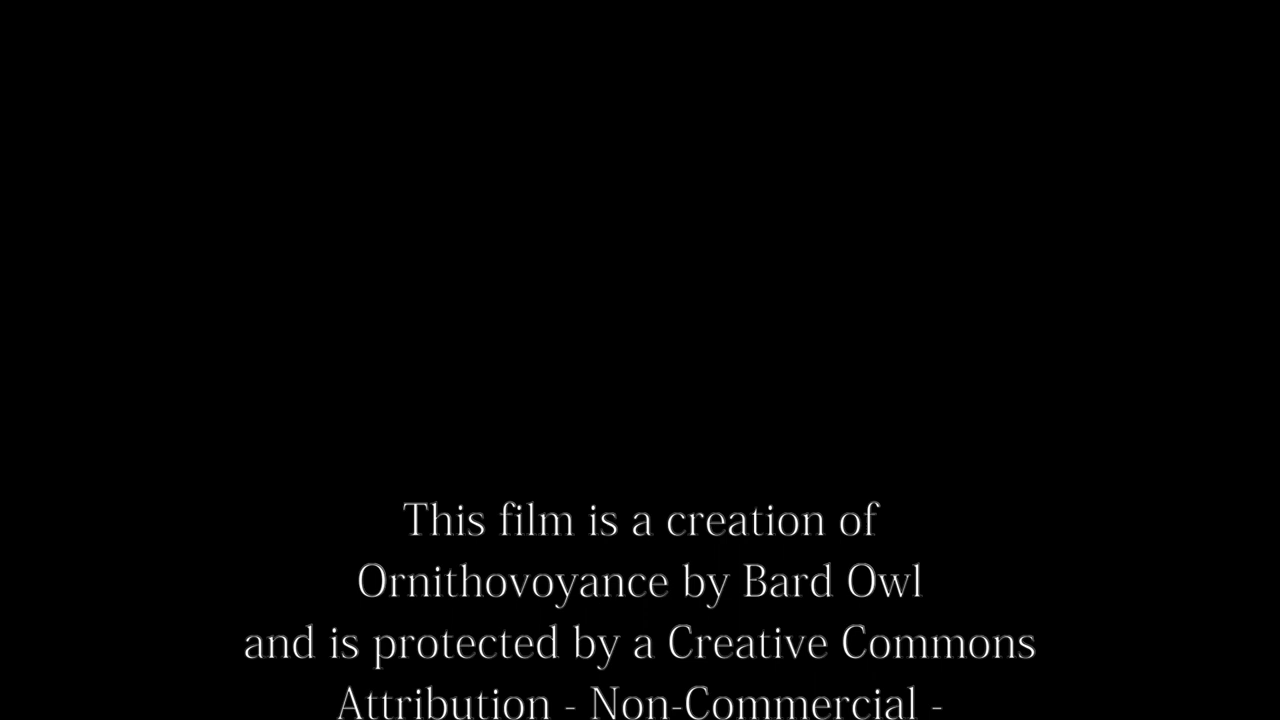 This film is a creation of
Ornithovoyance by Bard Owl
and is protected by a Creative Commons
Attribution - Non-Commercial -